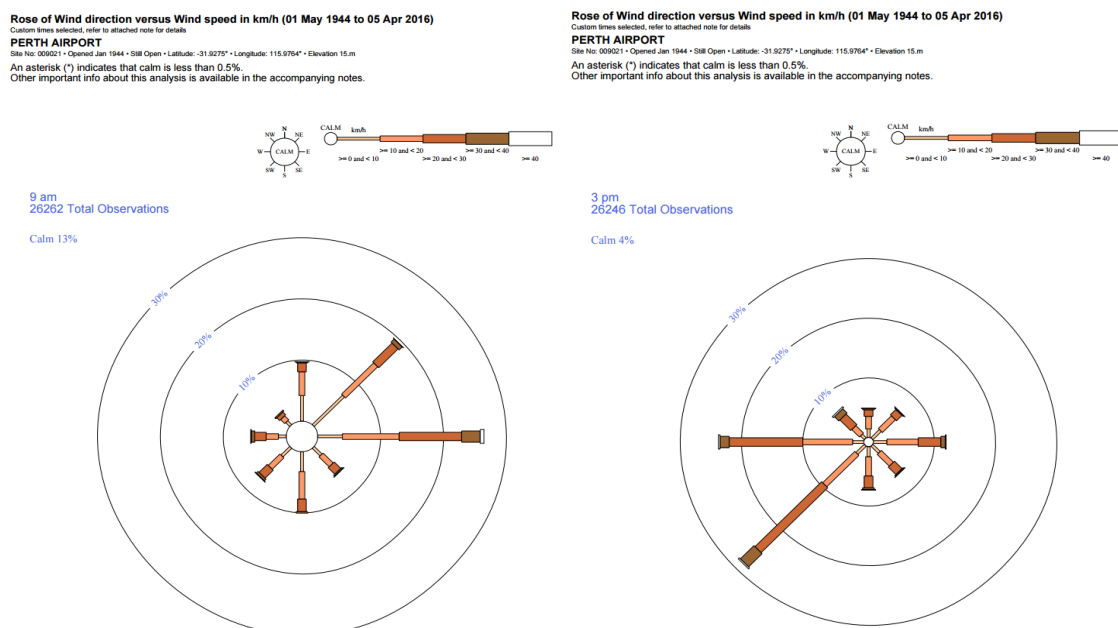 Rose of Wind direction versus Wind speed in km/h (01 May 1944 to 05 Apr 2016)
Custom times selected, refer to attached note for details
PERTH AIRPORT
Site No: 009021 • Opened Jan 1944 • Still Open • Latitude: -31.9275° • Longitude: 115.9764° • Elevation 15.m
An asterisk (*) indicates that calm is less than 0.5%.
Other important info about this analysis is available in the accompanying notes.
N
NW NE
W CALM E
SW SE
S
CALM km/h
>= 10 and < 20 >= 30 and < 40
>= 0 and < 10 >= 20 and < 30 >= 40
9 am
26262 Total Observations
Calm 13%
30%
20%
10%
Rose of Wind direction versus Wind speed in km/h (01 May 1944 to 05 Apr 2016)
Custom times selected, refer to attached note for details
PERTH AIRPORT
Site No: 009021 • Opened Jan 1944 • Still Open • Latitude: -31.9275° • Longitude: 115.9764° • Elevation 15.m
An asterisk (*) indicates that calm is less than 0.5%.
Other important info about this analysis is available in the accompanying notes.
N
NW NE
W CALM E
SW SE
S
CALM km/h
>= 10 and < 20 >= 30 and < 40
>= 0 and < 10 >= 20 and < 30 >= 40
3 pm
26246 Total Observations
Calm 4%
30%
20%
10%